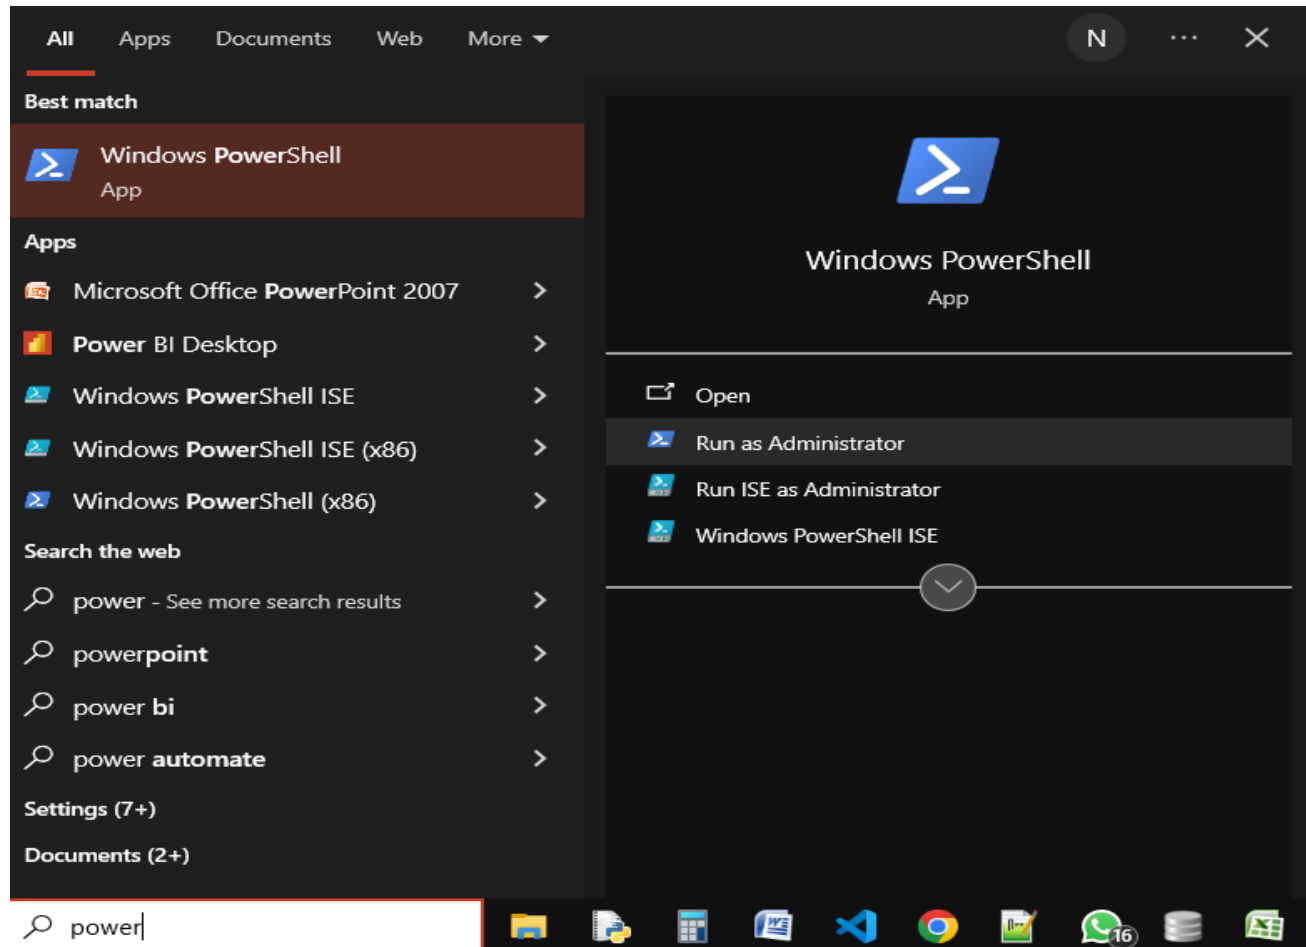 All Apps Documents Web More N ...
Best match
Windows PowerShell
App
Apps
Microsoft Office PowerPoint 2007
Power BI Desktop
Windows PowerShell ISE
Windows PowerShell ISE (x86)
Windows PowerShell (x86)
Search the web
power - See more search results
powerpoint
power bi
power automate
Settings (7+)
Documents (2+)
power
Windows PowerShell
App
Open
Run as Administrator
Run ISE as Administrator
Windows PowerShell ISE
16